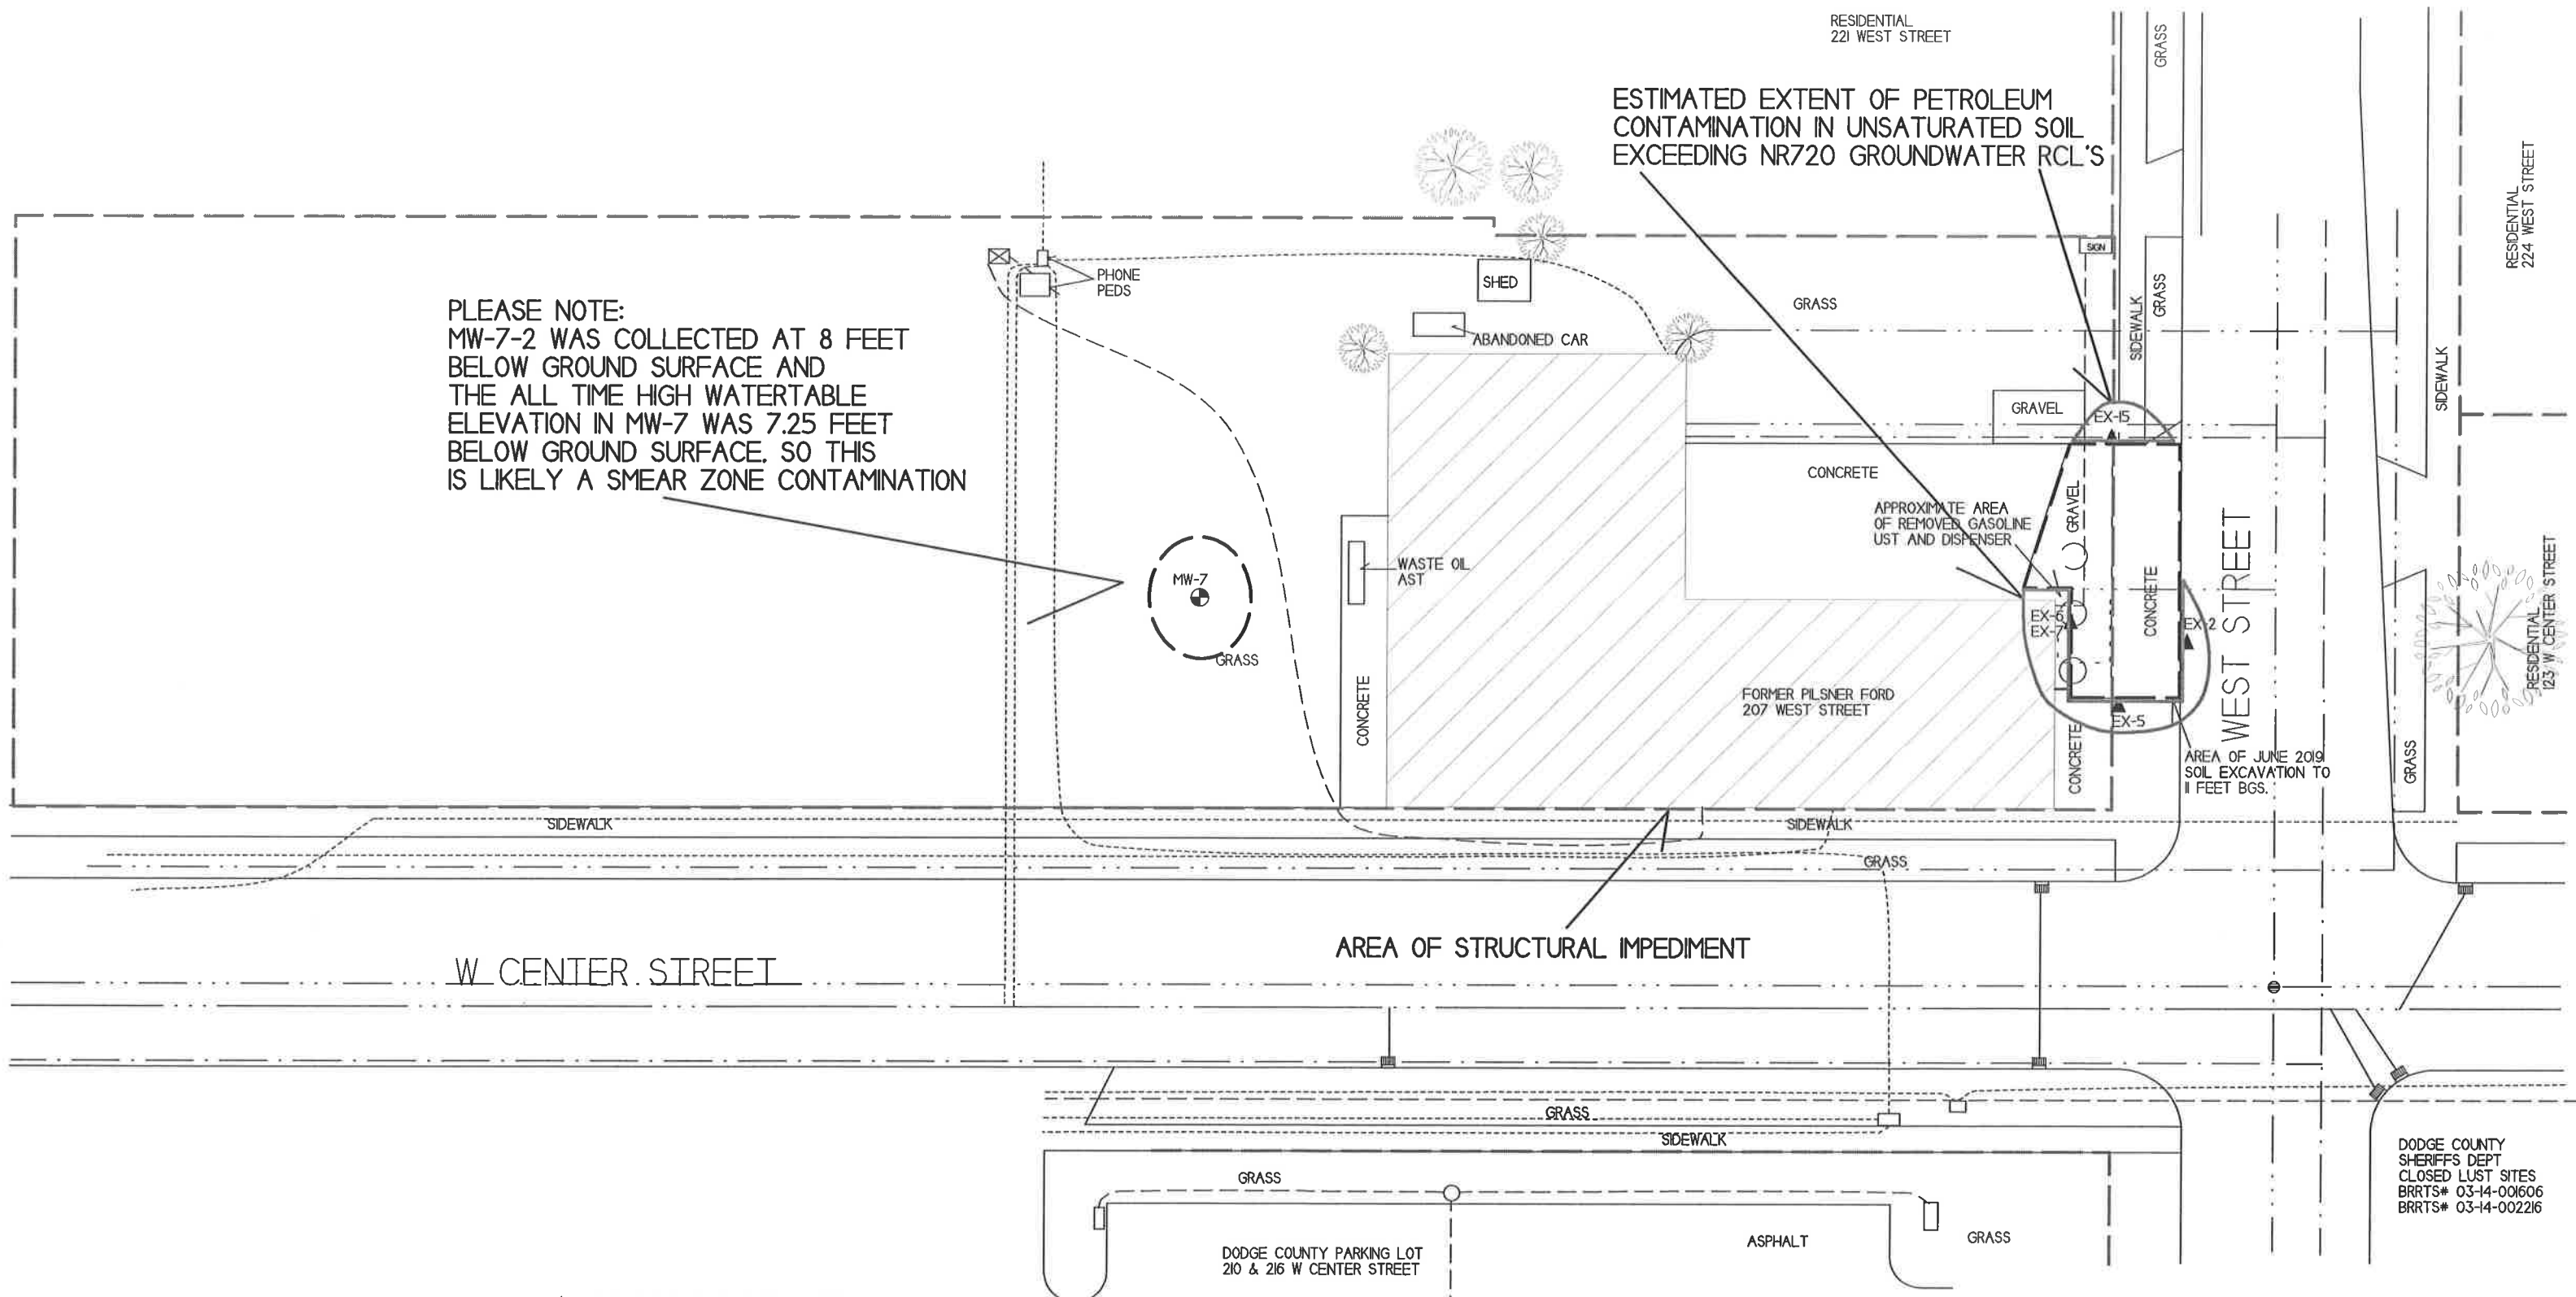 RESIDENTIAL
221 WEST STREET
GRASS
ESTIMATED EXTENT OF PETROLEUM
CONTAMINATION IN UNSATURATED SOIL
EXCEEDING NR720 GROUNDWATER RCL'S
RESIDENTIAL
224 WEST STREET
SIGN
PHONE
PEDS
SHED
GRASS
SIDEWALK
GRASS
SIDEWALK
PLEASE NOTE:
MW-7-2 WAS COLLECTED AT 8 FEET
BELOW GROUND SURFACE AND
THE ALL TIME HIGH WATERTABLE
ELEVATION IN MW-7 WAS 7.25 FEET
BELOW GROUND SURFACE. SO THIS
IS LIKELY A SMEAR ZONE CONTAMINATION
ABANDONED CAR
GRAVEL
EX-15
CONCRETE
GRAVEL
APPROXIMATE AREA
OF REMOVED GASOLINE
UST AND DISPENSER
WASTE OIL
AST
MW-7
GRASS
CONCRETE
EX-6
EX-7
CONCRETE
EX-2
WEST STREET
RESIDENTIAL
123 W CENTER STREET
FORMER PILSNER FORD
207 WEST STREET
EX-5
CONCRETE
CONCRETE
AREA OF JUNE 2019
SOIL EXCAVATION TO
11 FEET BGS.
GRASS
SIDEWALK
SIDEWALK
GRASS
AREA OF STRUCTURAL IMPEDIMENT
W CENTER STREET
GRASS
SIDEWALK
GRASS
DODGE COUNTY PARKING LOT
210 & 216 W CENTER STREET
ASPHALT
GRASS
DODGE COUNTY
SHERIFFS DEPT
CLOSED LUST SITES
BRRTS# 03-14-001606
BRRTS# 03-14-002216